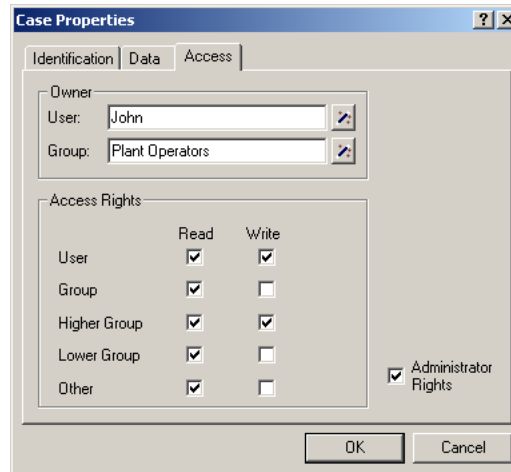 Case Properties
Identification Data Access
Owner
User: John
Group: Plant Operators
Access Rights
Read Write
User
Group
Higher Group
Lower Group
Other
Administrator
Rights
OK Cancel